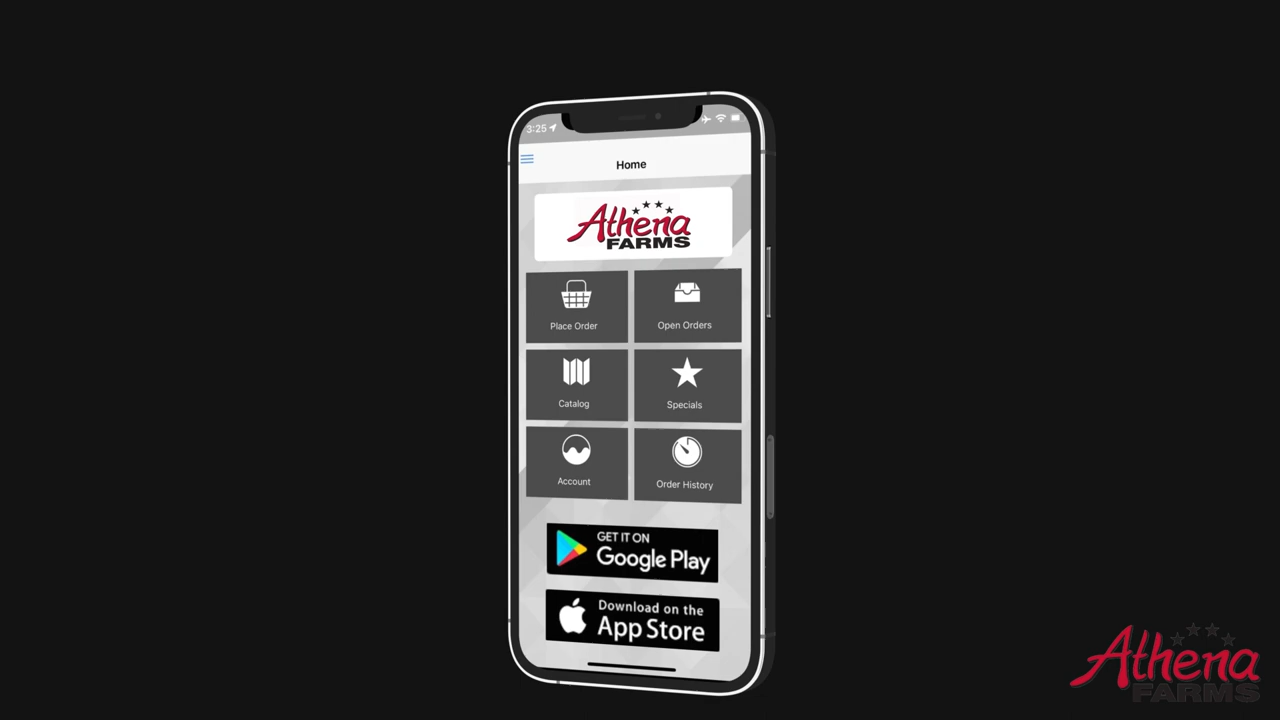 3:25
Home
Athena
FARMS
Place Order
Open Orders
Catalog
Specials
Account
Order History
GET IT ON
Google Play
Download on the
App Store
Athena
FARMS